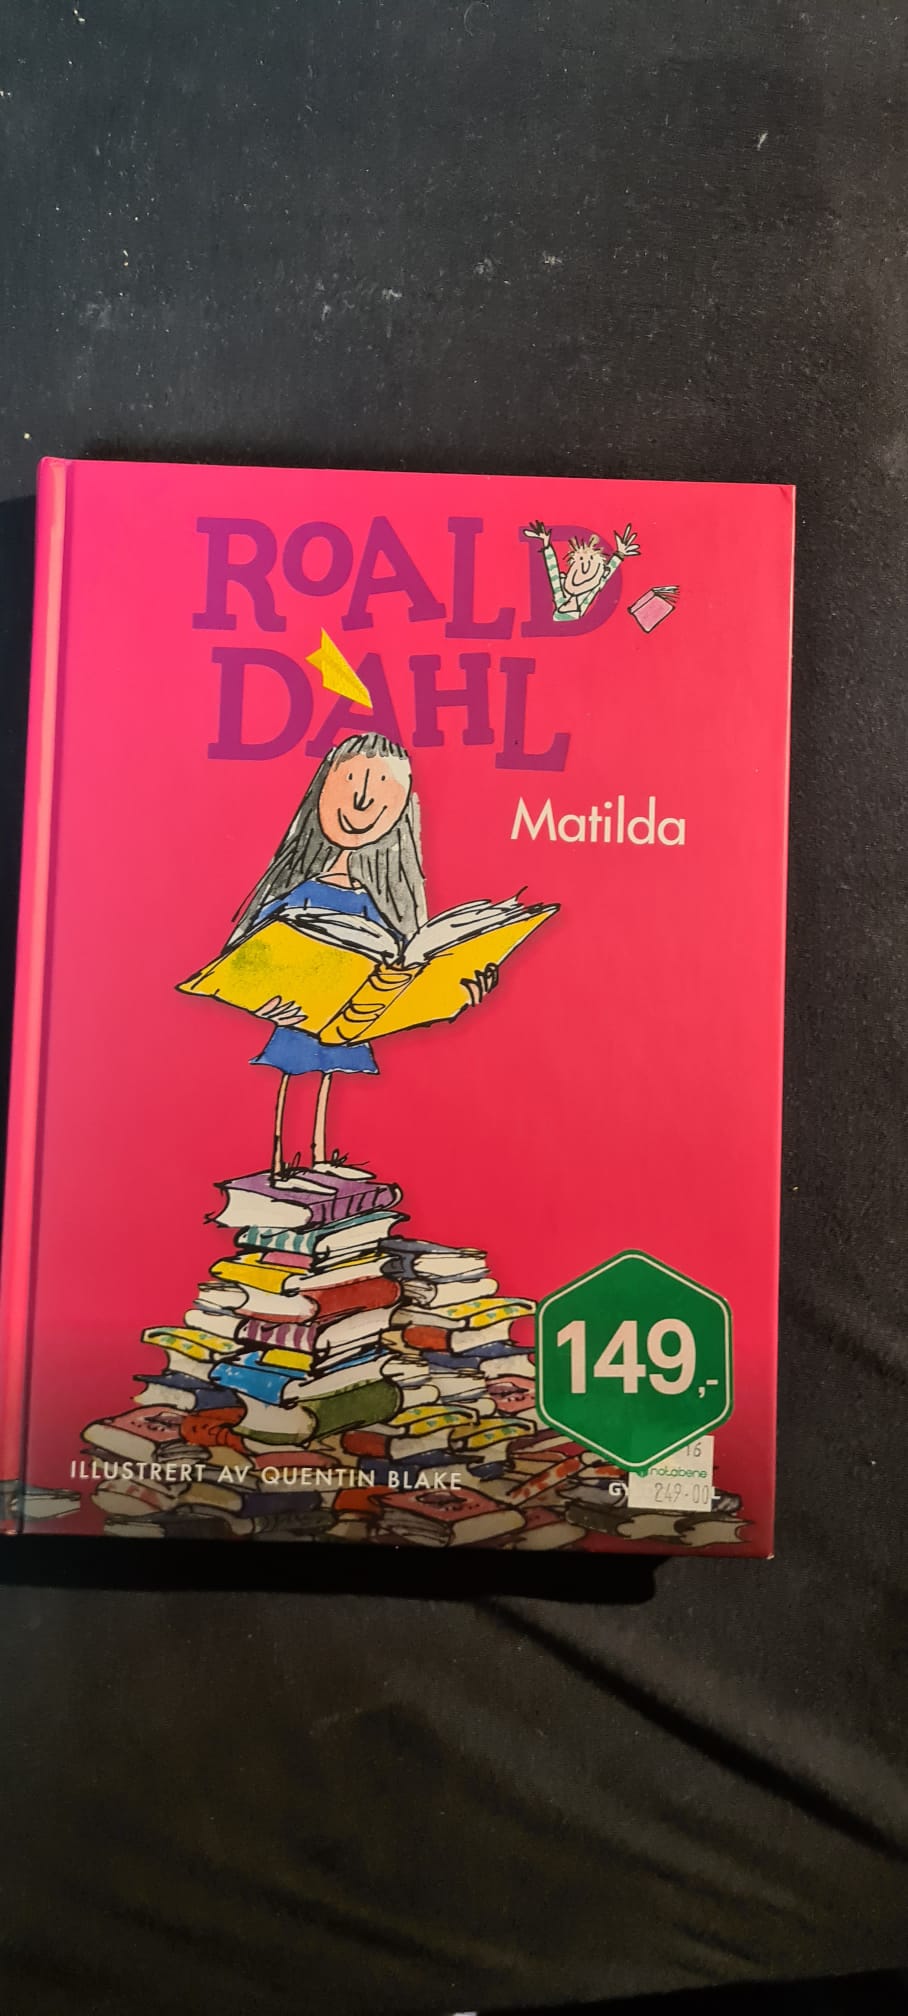 ROALD
DAHL
Matilda
149,-
16
notabene
249.00
ILLUSTRERT AV QUENTIN BLAKE